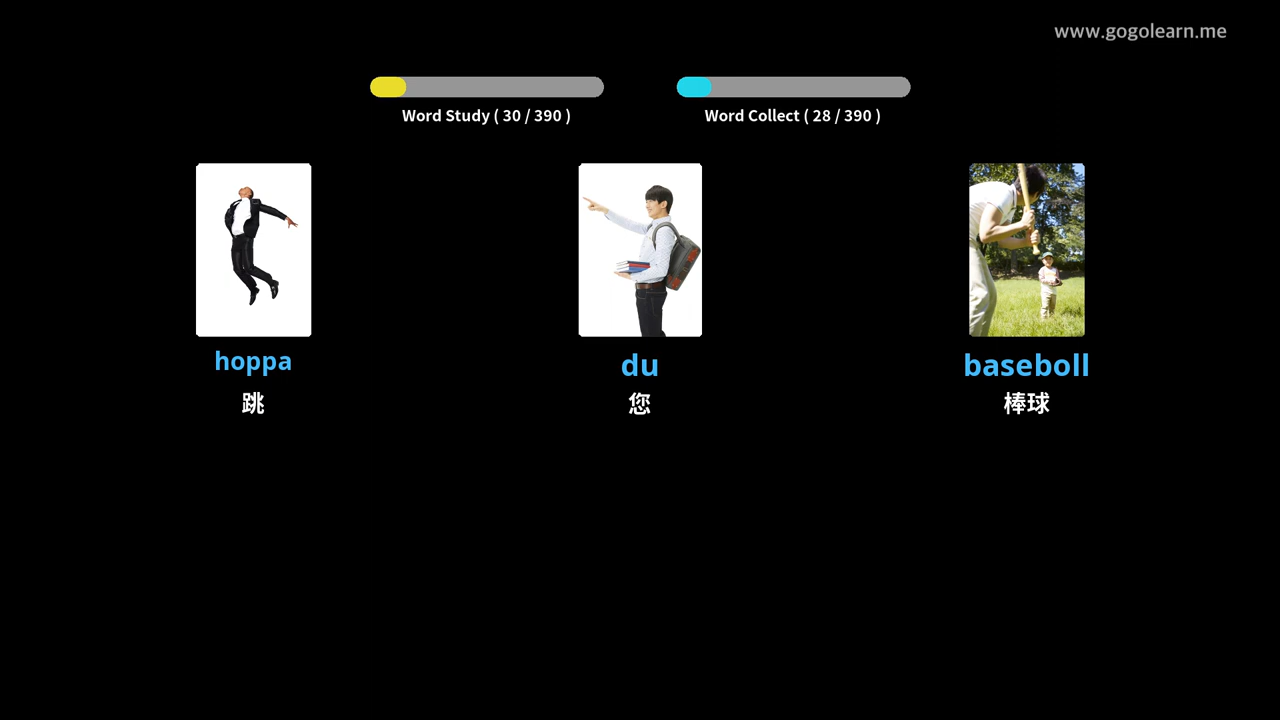 www.gogolearn.me
Word Study ( 30 / 390 )
Word Collect ( 28 / 390 )
hoppa
du
baseboll
跳
您
棒球